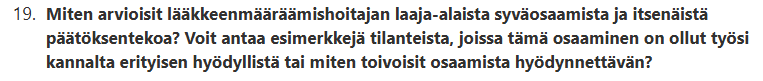 19. Miten arvioisit lääkkeenmääräämishoitajan laaja-alaista syväosaamista ja itsenäistä
päätöksentekoa? Voit antaa esimerkkejä tilanteista, joissa tämä osaaminen on ollut työsi
kannalta erityisen hyödyllistä tai miten toivoisit osaamista hyödynnettävän?